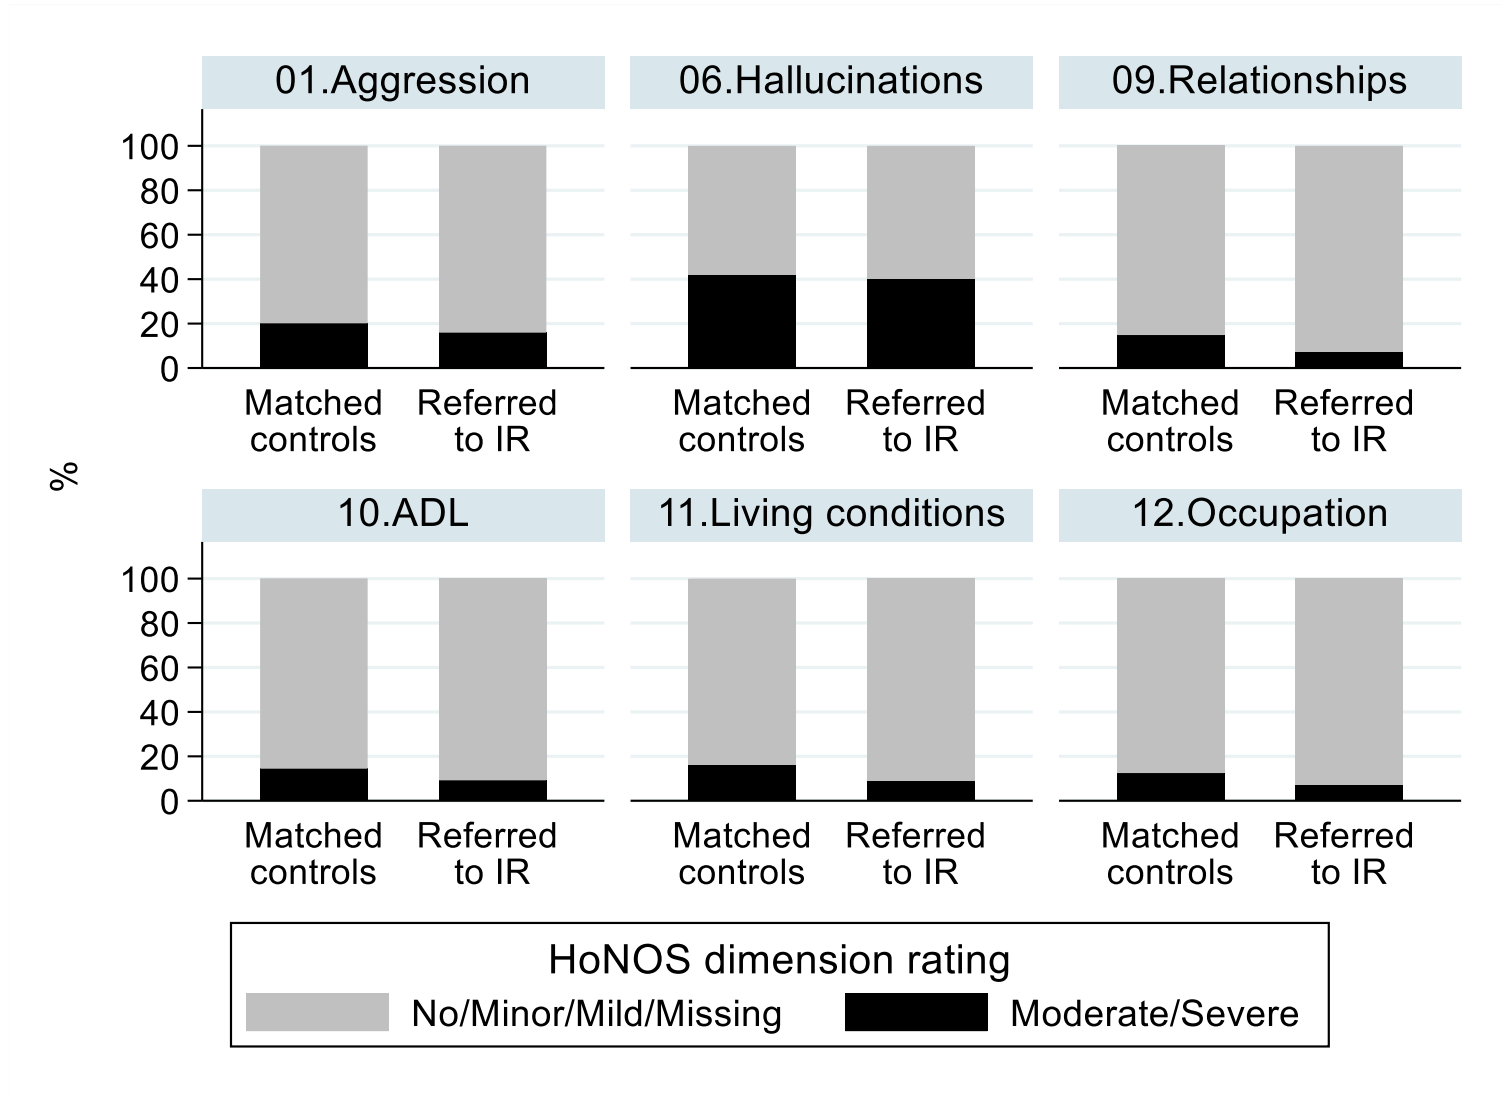 01.Aggression
06.Hallucinations
09.Relationships
100
80
60
40
20
0
Matched controls
Referred to IR
Matched controls
Referred to IR
Matched controls
Referred to IR
%
10.ADL
11.Living conditions
12.Occupation
100
80
60
40
20
0
Matched controls
Referred to IR
Matched controls
Referred to IR
Matched controls
Referred to IR
HoNOS dimension rating
No/Minor/Mild/Missing
Moderate/Severe